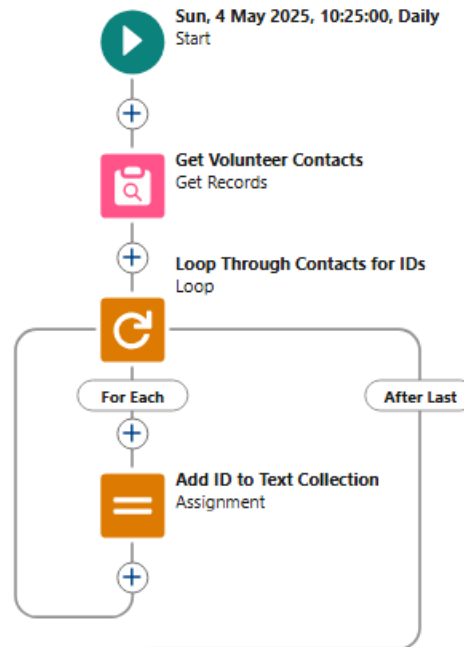 Sun, 4 May 2025, 10:25:00, Daily
Start
Get Volunteer Contacts
Get Records
Loop Through Contacts for IDs
Loop
For Each
After Last
Add ID to Text Collection
Assignment